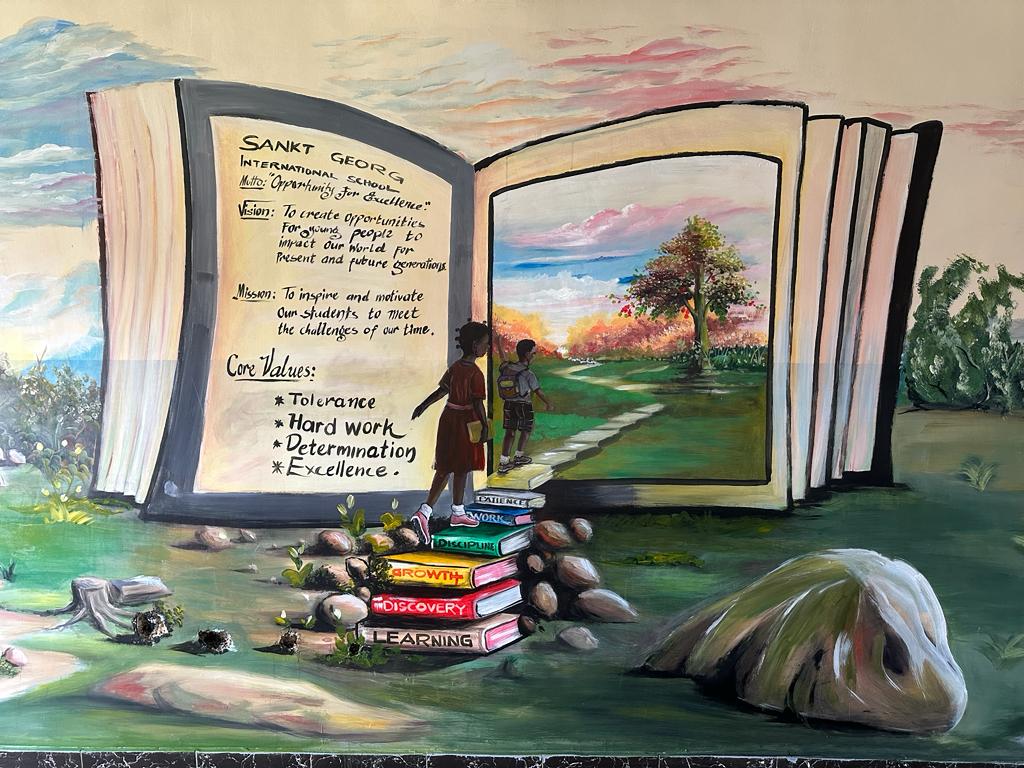 SANKT GEORG
INTERNATIONAL SCHOOL
Motto: "Opportunity for Excellence."
Vision: To create opportunities
For young people to
impact Our World for
Present and future generations
Mission: To inspire and motivate
Our students to meet
the challenges of our time.
Core Values:
* Tolerance
* Hard work
* Determination
* Excellence.
PATIENCE
WORK
DISCIPLINE
GROWTH
DISCOVERY
LEARNING